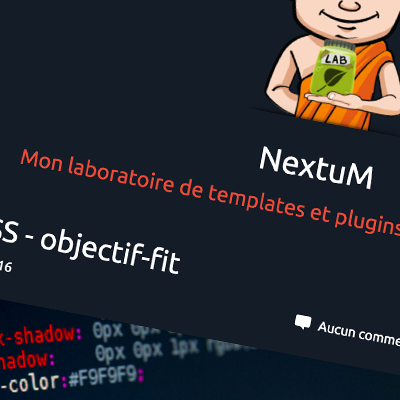 LAB
NextuM
Mon laboratoire de templates et plugins
SS - objectif-fit
16
Aucun comme
x-shadow: 0px 0px
hadow: 0px 0px 1px rgba
-color:#F9F9F9;